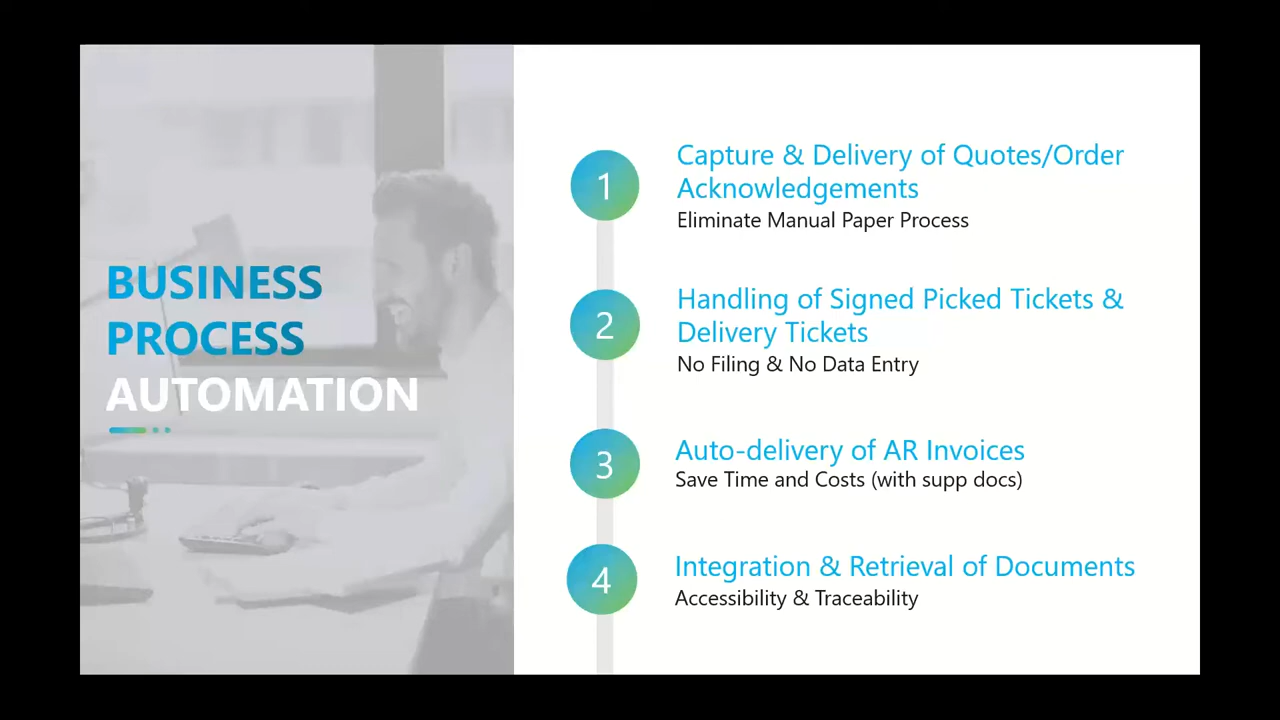 BUSINESS
PROCESS
AUTOMATION
1
Capture & Delivery of Quotes/Order
Acknowledgements
Eliminate Manual Paper Process
2
Handling of Signed Picked Tickets &
Delivery Tickets
No Filing & No Data Entry
3
Auto-delivery of AR Invoices
Save Time and Costs (with supp docs)
4
Integration & Retrieval of Documents
Accessibility & Traceability